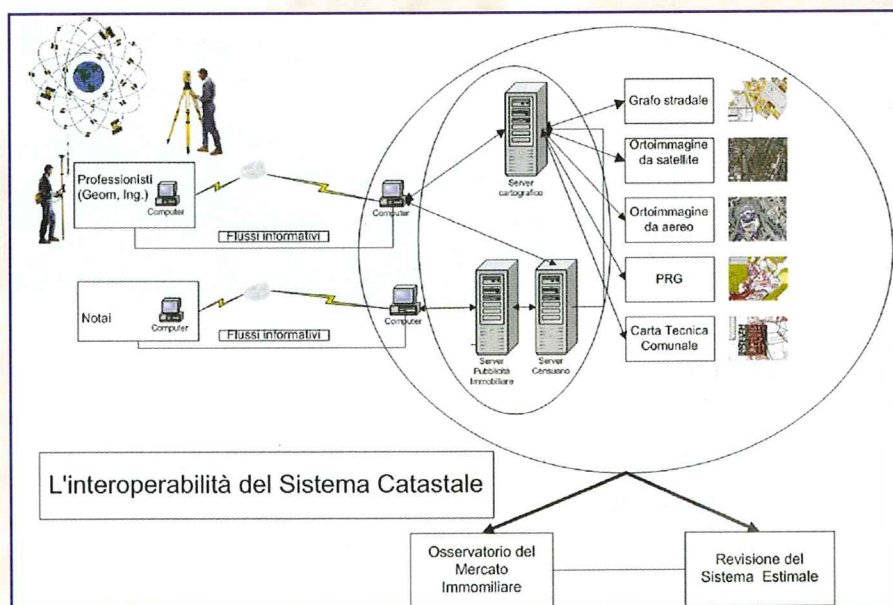 Professionisti
(Geom, Ing.)
Computer
Flussi informativi
Computer
Notai
Computer
Flussi informativi
Computer
Server
cartografico
Server
Pubblicità
Immobiliare
Server
Censuario
Grafo stradale
Ortoimmagine
da satellite
Ortoimmagine
da aereo
PRG
Carta Tecnica
Comunale
L'interoperabilità del Sistema Catastale
Osservatorio del
Mercato
Immomiliare
Revisione del
Sistema Estimale